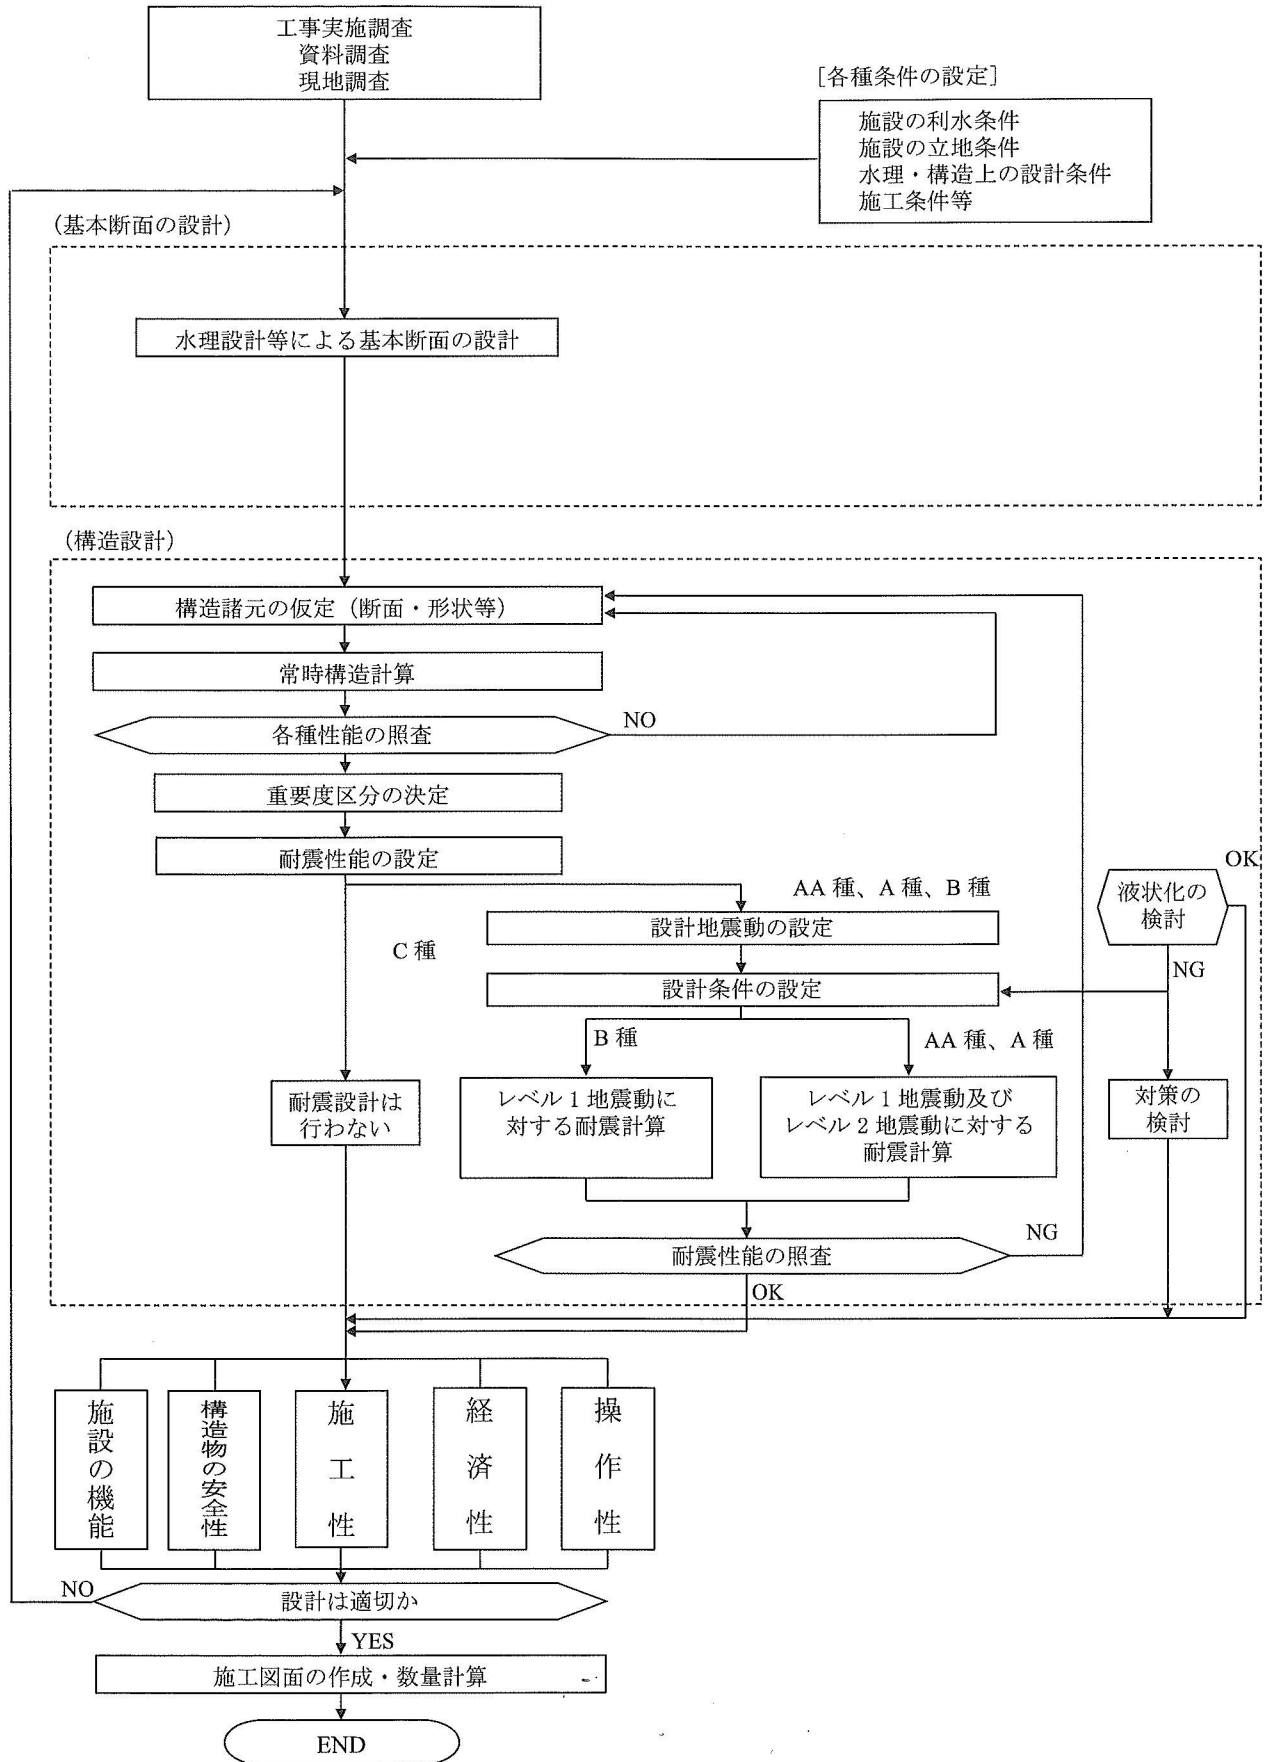 工事実施調査
資料調査
現地調査
[各種条件の設定]
施設の利水条件
施設の立地条件
水理・構造上の設計条件
施工条件等
(基本断面の設計)
水理設計等による基本断面の設計
(構造設計)
構造諸元の仮定（断面・形状等）
常時構造計算
各種性能の照査
NO
重要度区分の決定
耐震性能の設定
AA 種、A 種、B 種
C 種
設計地震動の設定
液状化の
検討
OK
NG
設計条件の設定
B 種
AA 種、A 種
耐震設計は
行わない
レベル 1 地震動に
対する耐震計算
レベル 1 地震動及び
レベル 2 地震動に対する
耐震計算
対策の
検討
耐震性能の照査
NG
OK
施設の機能
構造物の安全性
施工性
経済性
操作性
設計は適切か
NO
YES
施工図面の作成・数量計算
END